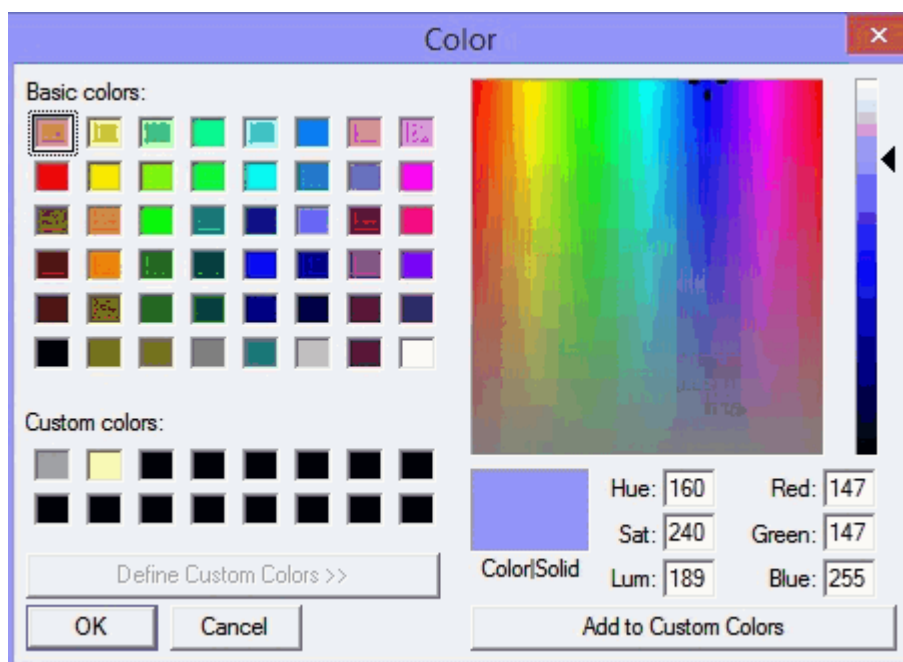 Color
Basic colors:
Custom colors:
Define Custom Colors >>
OK Cancel
Color|Solid
Hue: 160 Red: 147
Sat: 240 Green: 147
Lum: 189 Blue: 255
Add to Custom Colors